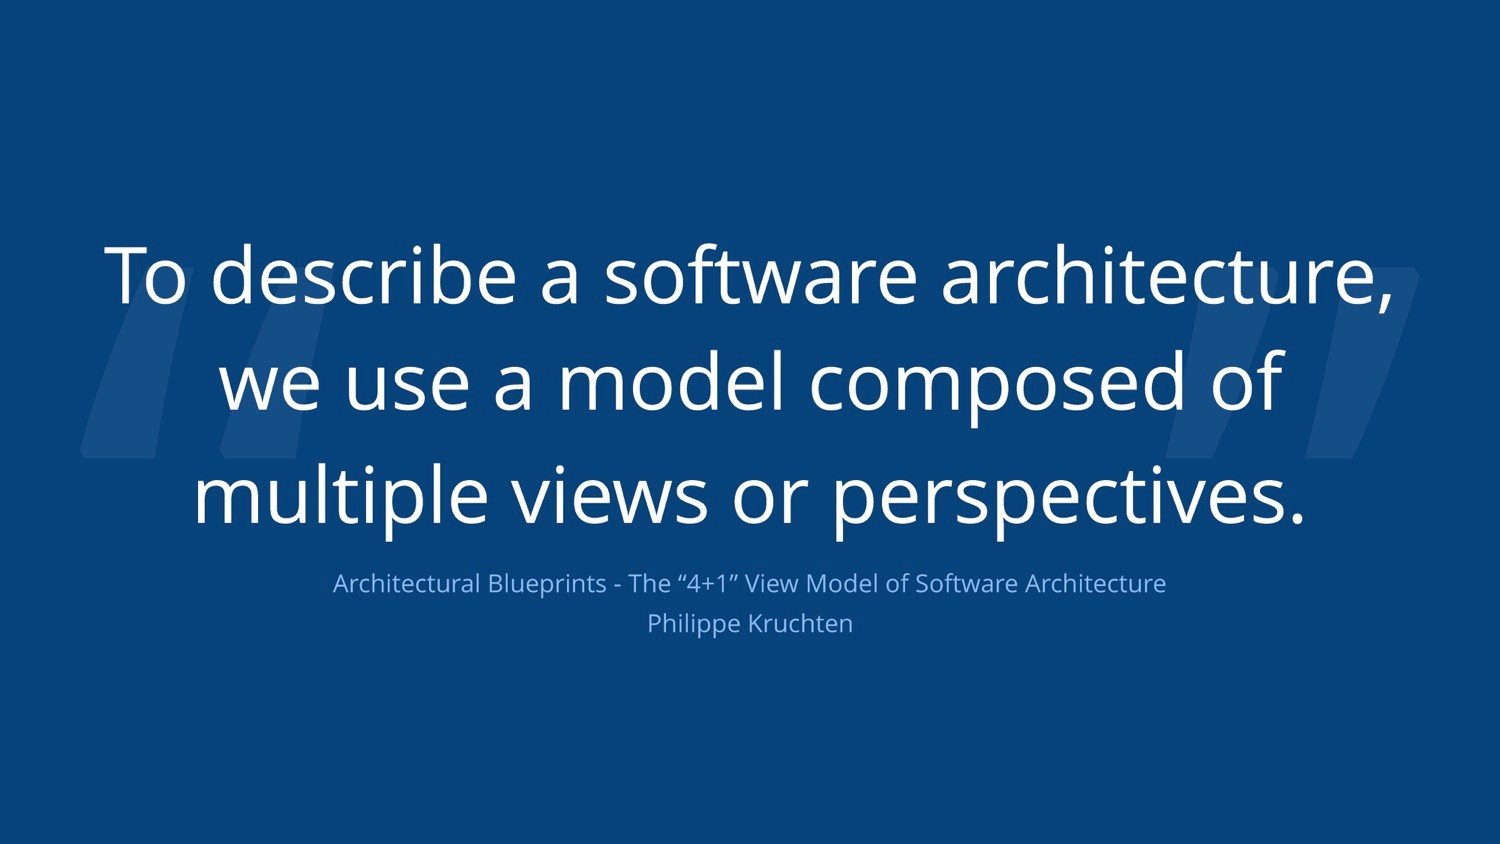 To describe a software architecture,
we use a model composed of
multiple views or perspectives.
Architectural Blueprints - The “4+1” View Model of Software Architecture
Philippe Kruchten